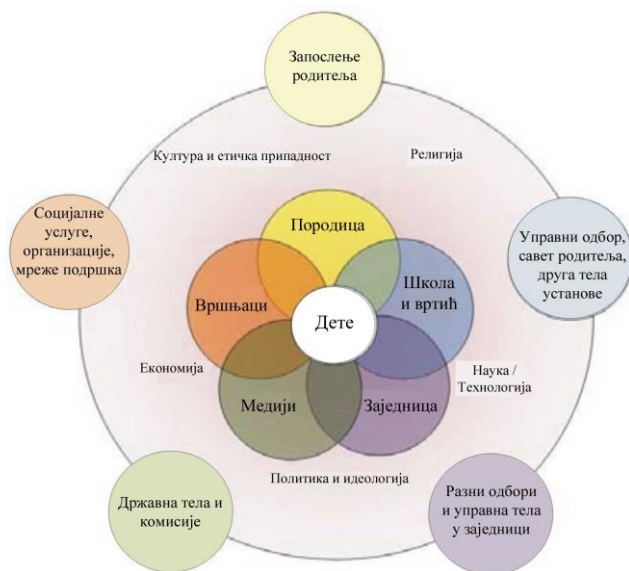 Запослење
родитеља
Култура и етичка припадност
Религија
Социјалне
услуге,
организације,
мреже подршка
Породица
Управни одбор,
савет родитеља,
друга тела
установе
Вршњаци
Школа
и вртић
Дете
Економија
Наука /
Технологија
Медији
Заједница
Политика и идеологија
Државна тела и
комисије
Разни одбори
и управна тела
у заједници